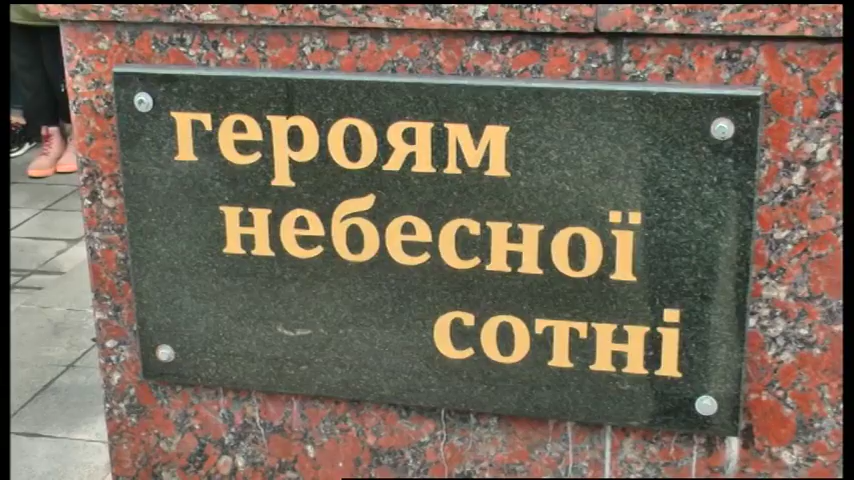 героям
небесної
сотні